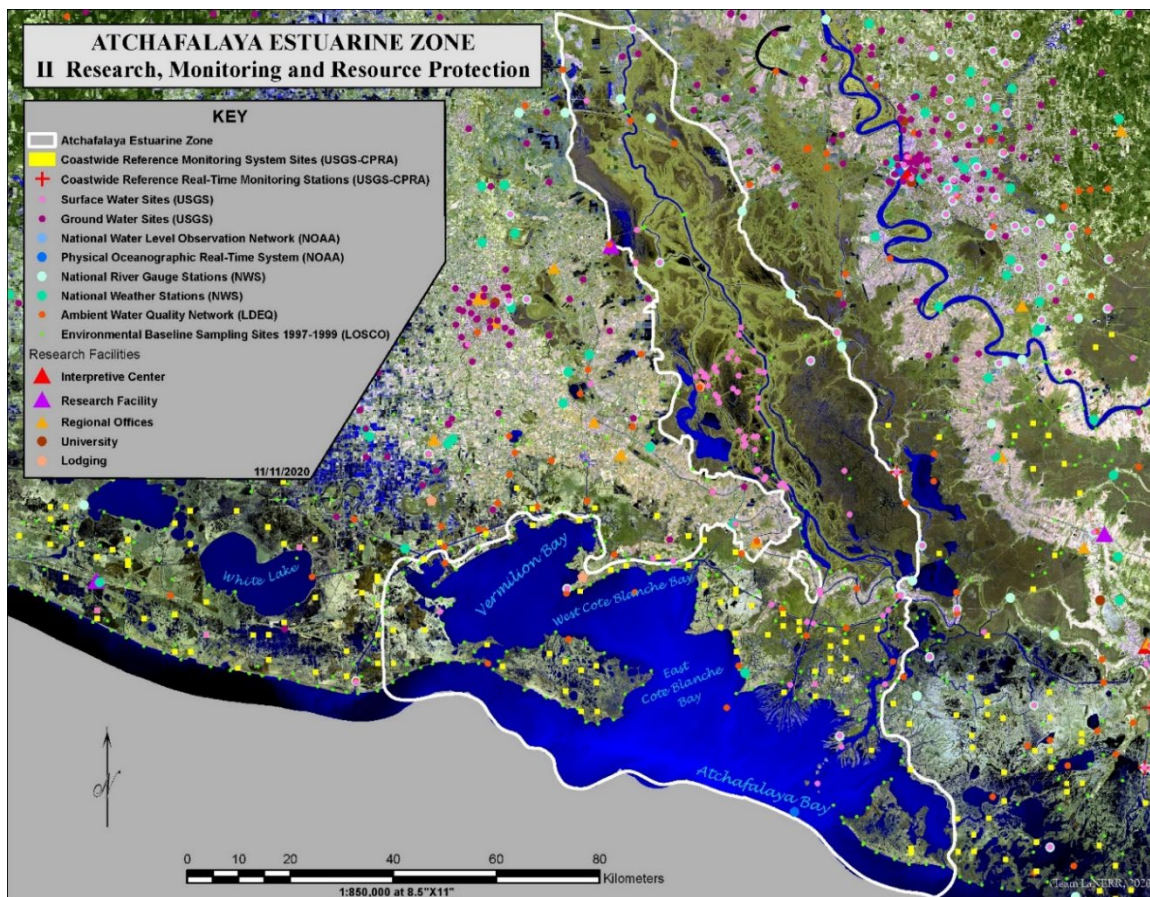 ATCHAFALAYA ESTUARINE ZONE
II Research, Monitoring and Resource Protection
KEY
Atchafalaya Estuarine Zone
Coastwide Reference Monitoring System Sites (USGS-CPRA)
Coastwide Reference Real-Time Monitoring Stations (USGS-CPRA)
Surface Water Sites (USGS)
Ground Water Sites (USGS)
National Water Level Observation Network (NOAA)
Physical Oceanographic Real-Time System (NOAA)
National River Gauge Stations (NWS)
National Weather Stations (NWS)
Ambient Water Quality Network (LDEQ)
Environmental Baseline Sampling Sites 1997-1999 (LOSCO)
Research Facilities
Interpretive Center
Research Facility
Regional Offices
University
Lodging
11/11/2020
White Lake
Vermilion Bay
West Cote Blanche Bay
East
Cote Blanche
Bay
Atchafalaya Bay
N
0 10 20 40 60 80
Kilometers
1:850,000 at 8.5"X11"
Team LaNERR, 2020